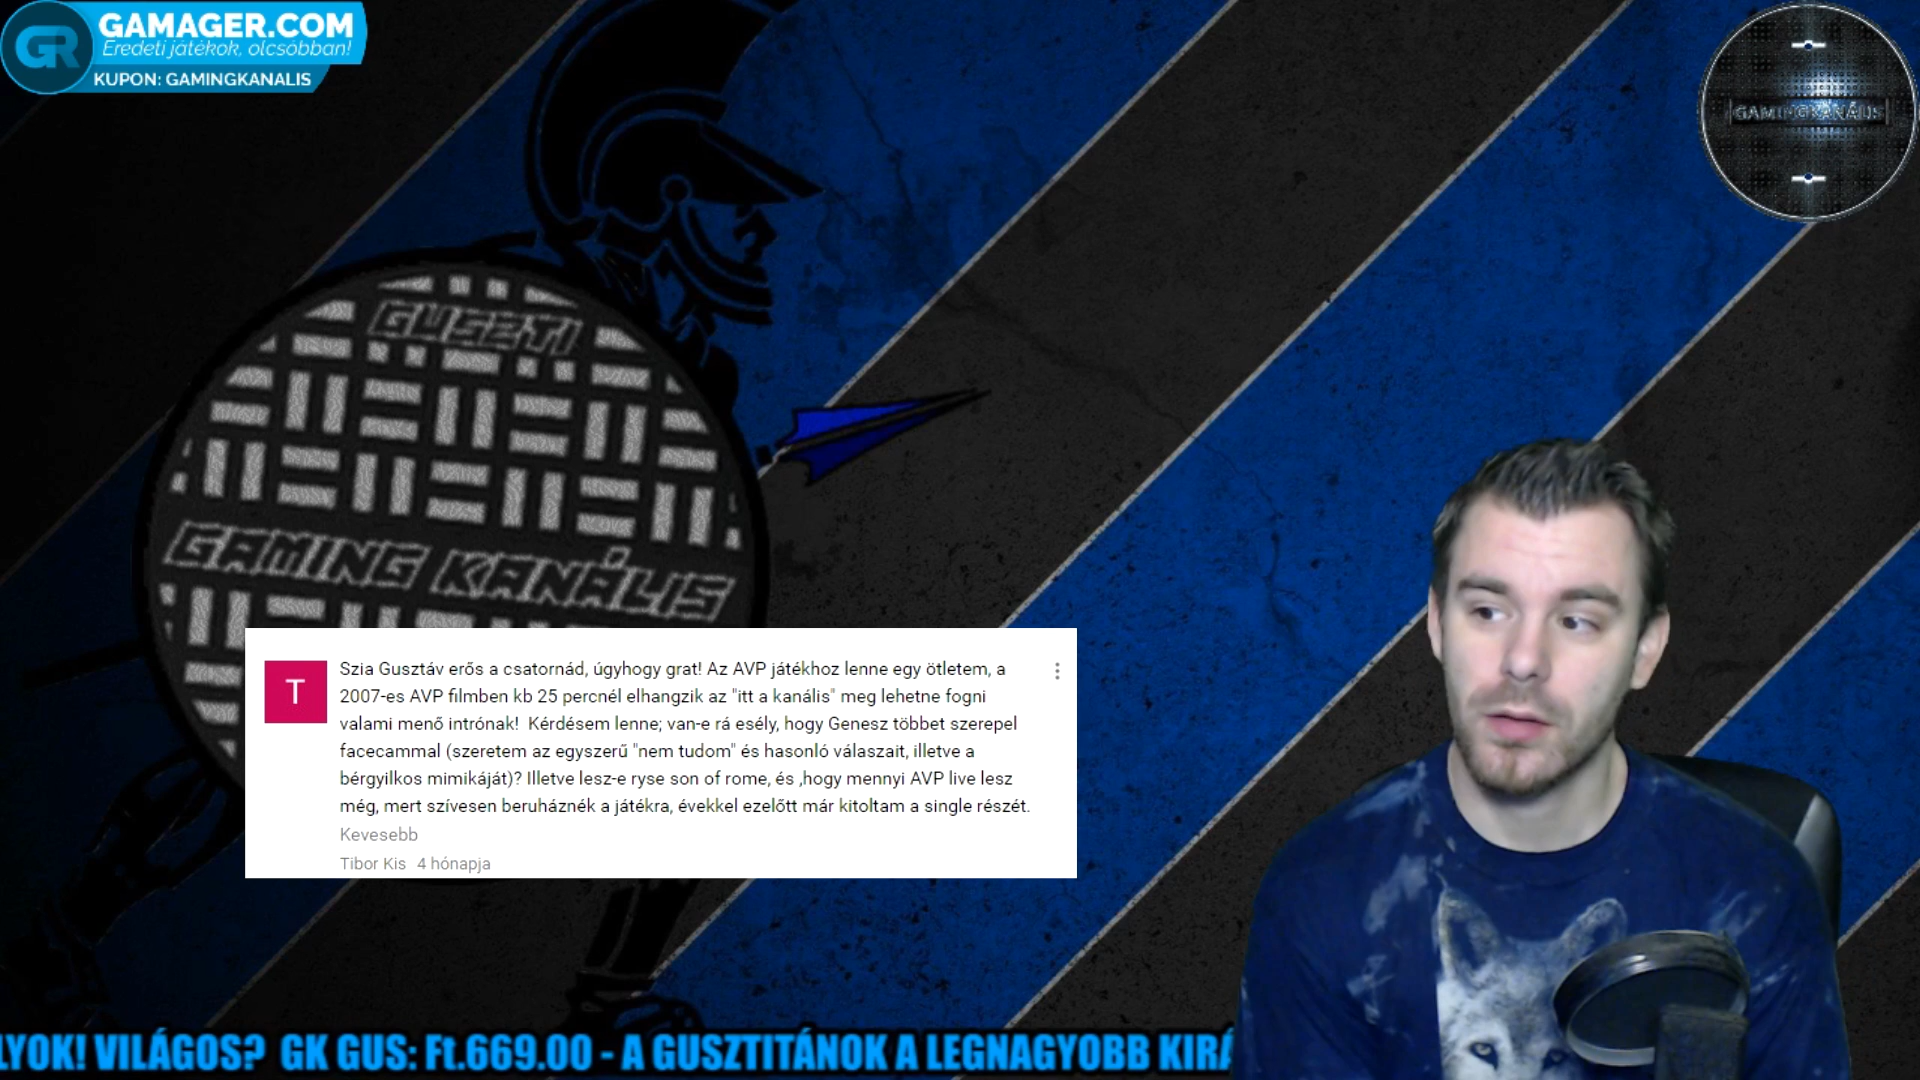 GR
GAMAGER.COM
Eredeti játékok, olcsóbban!
KUPON: GAMINGKANALIS
GAMINGKANÁLIS
GUSZTI
GAMING KANÁLIS
T
Szia Gusztáv erős a csatornád, úgyhogy grat! Az AVP játékhoz lenne egy ötletem, a
2007-es AVP filmben kb 25 percnél elhangzik az "itt a kanális" meg lehetne fogni
valami menő intrónak!  Kérdésem lenne; van-e rá esély, hogy Genesz többet szerepel
facecammal (szeretem az egyszerű "nem tudom" és hasonló válaszait, illetve a
bérgyilkos mimikáját)? Illetve lesz-e ryse son of rome, és ,hogy mennyi AVP live lesz
még, mert szívesen beruháznék a játékra, évekkel ezelőtt már kitoltam a single részét.
Kevesebb
Tibor Kis 4 hónapja
LYOK! VILÁGOS? GK GUS: Ft.669.00 - A GUSZTITÁNOK A LEGNAGYOBB KIRÁ